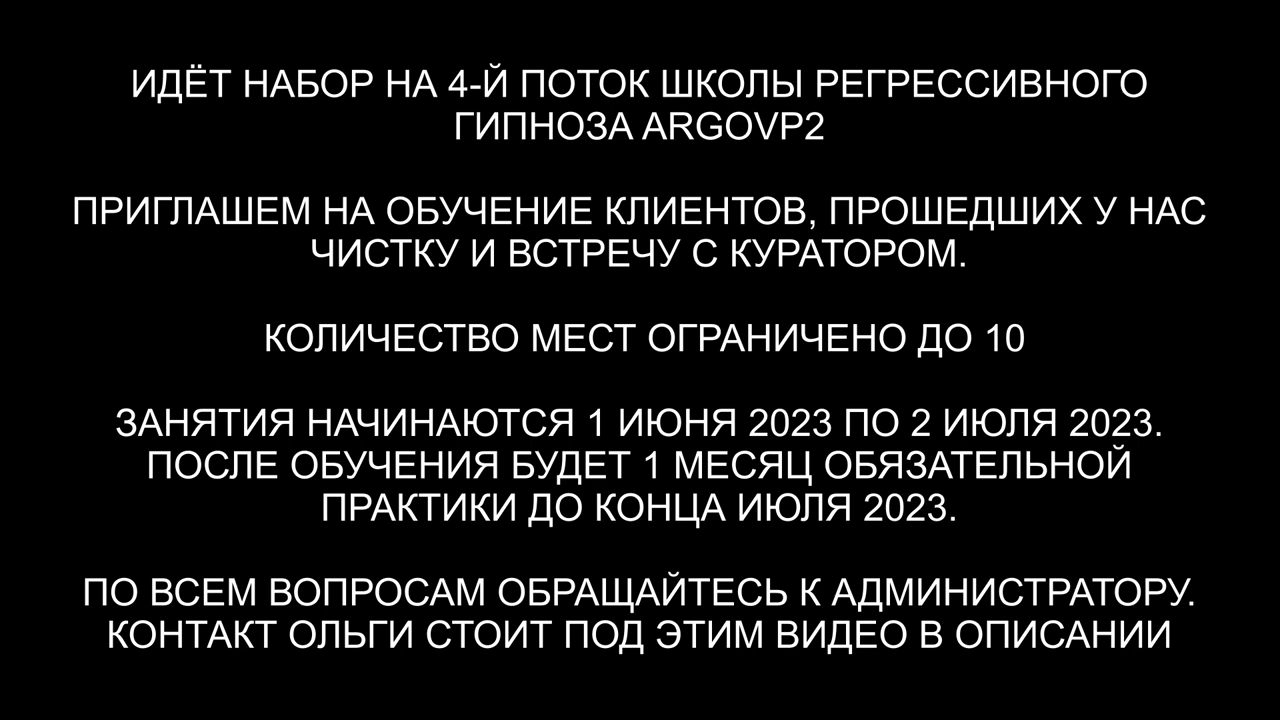 ИДЁТ НАБОР НА 4-Й ПОТОК ШКОЛЫ РЕГРЕССИВНОГО
ГИПНОЗА ARGOVP2
ПРИГЛАШЕМ НА ОБУЧЕНИЕ КЛИЕНТОВ, ПРОШЕДШИХ У НАС
ЧИСТКУ И ВСТРЕЧУ С КУРАТОРОМ.
КОЛИЧЕСТВО МЕСТ ОГРАНИЧЕНО ДО 10
ЗАНЯТИЯ НАЧИНАЮТСЯ 1 ИЮНЯ 2023 ПО 2 ИЮЛЯ 2023.
ПОСЛЕ ОБУЧЕНИЯ БУДЕТ 1 МЕСЯЦ ОБЯЗАТЕЛЬНОЙ
ПРАКТИКИ ДО КОНЦА ИЮЛЯ 2023.
ПО ВСЕМ ВОПРОСАМ ОБРАЩАЙТЕСЬ К АДМИНИСТРАТОРУ.
КОНТАКТ ОЛЬГИ СТОИТ ПОД ЭТИМ ВИДЕО В ОПИСАНИИ